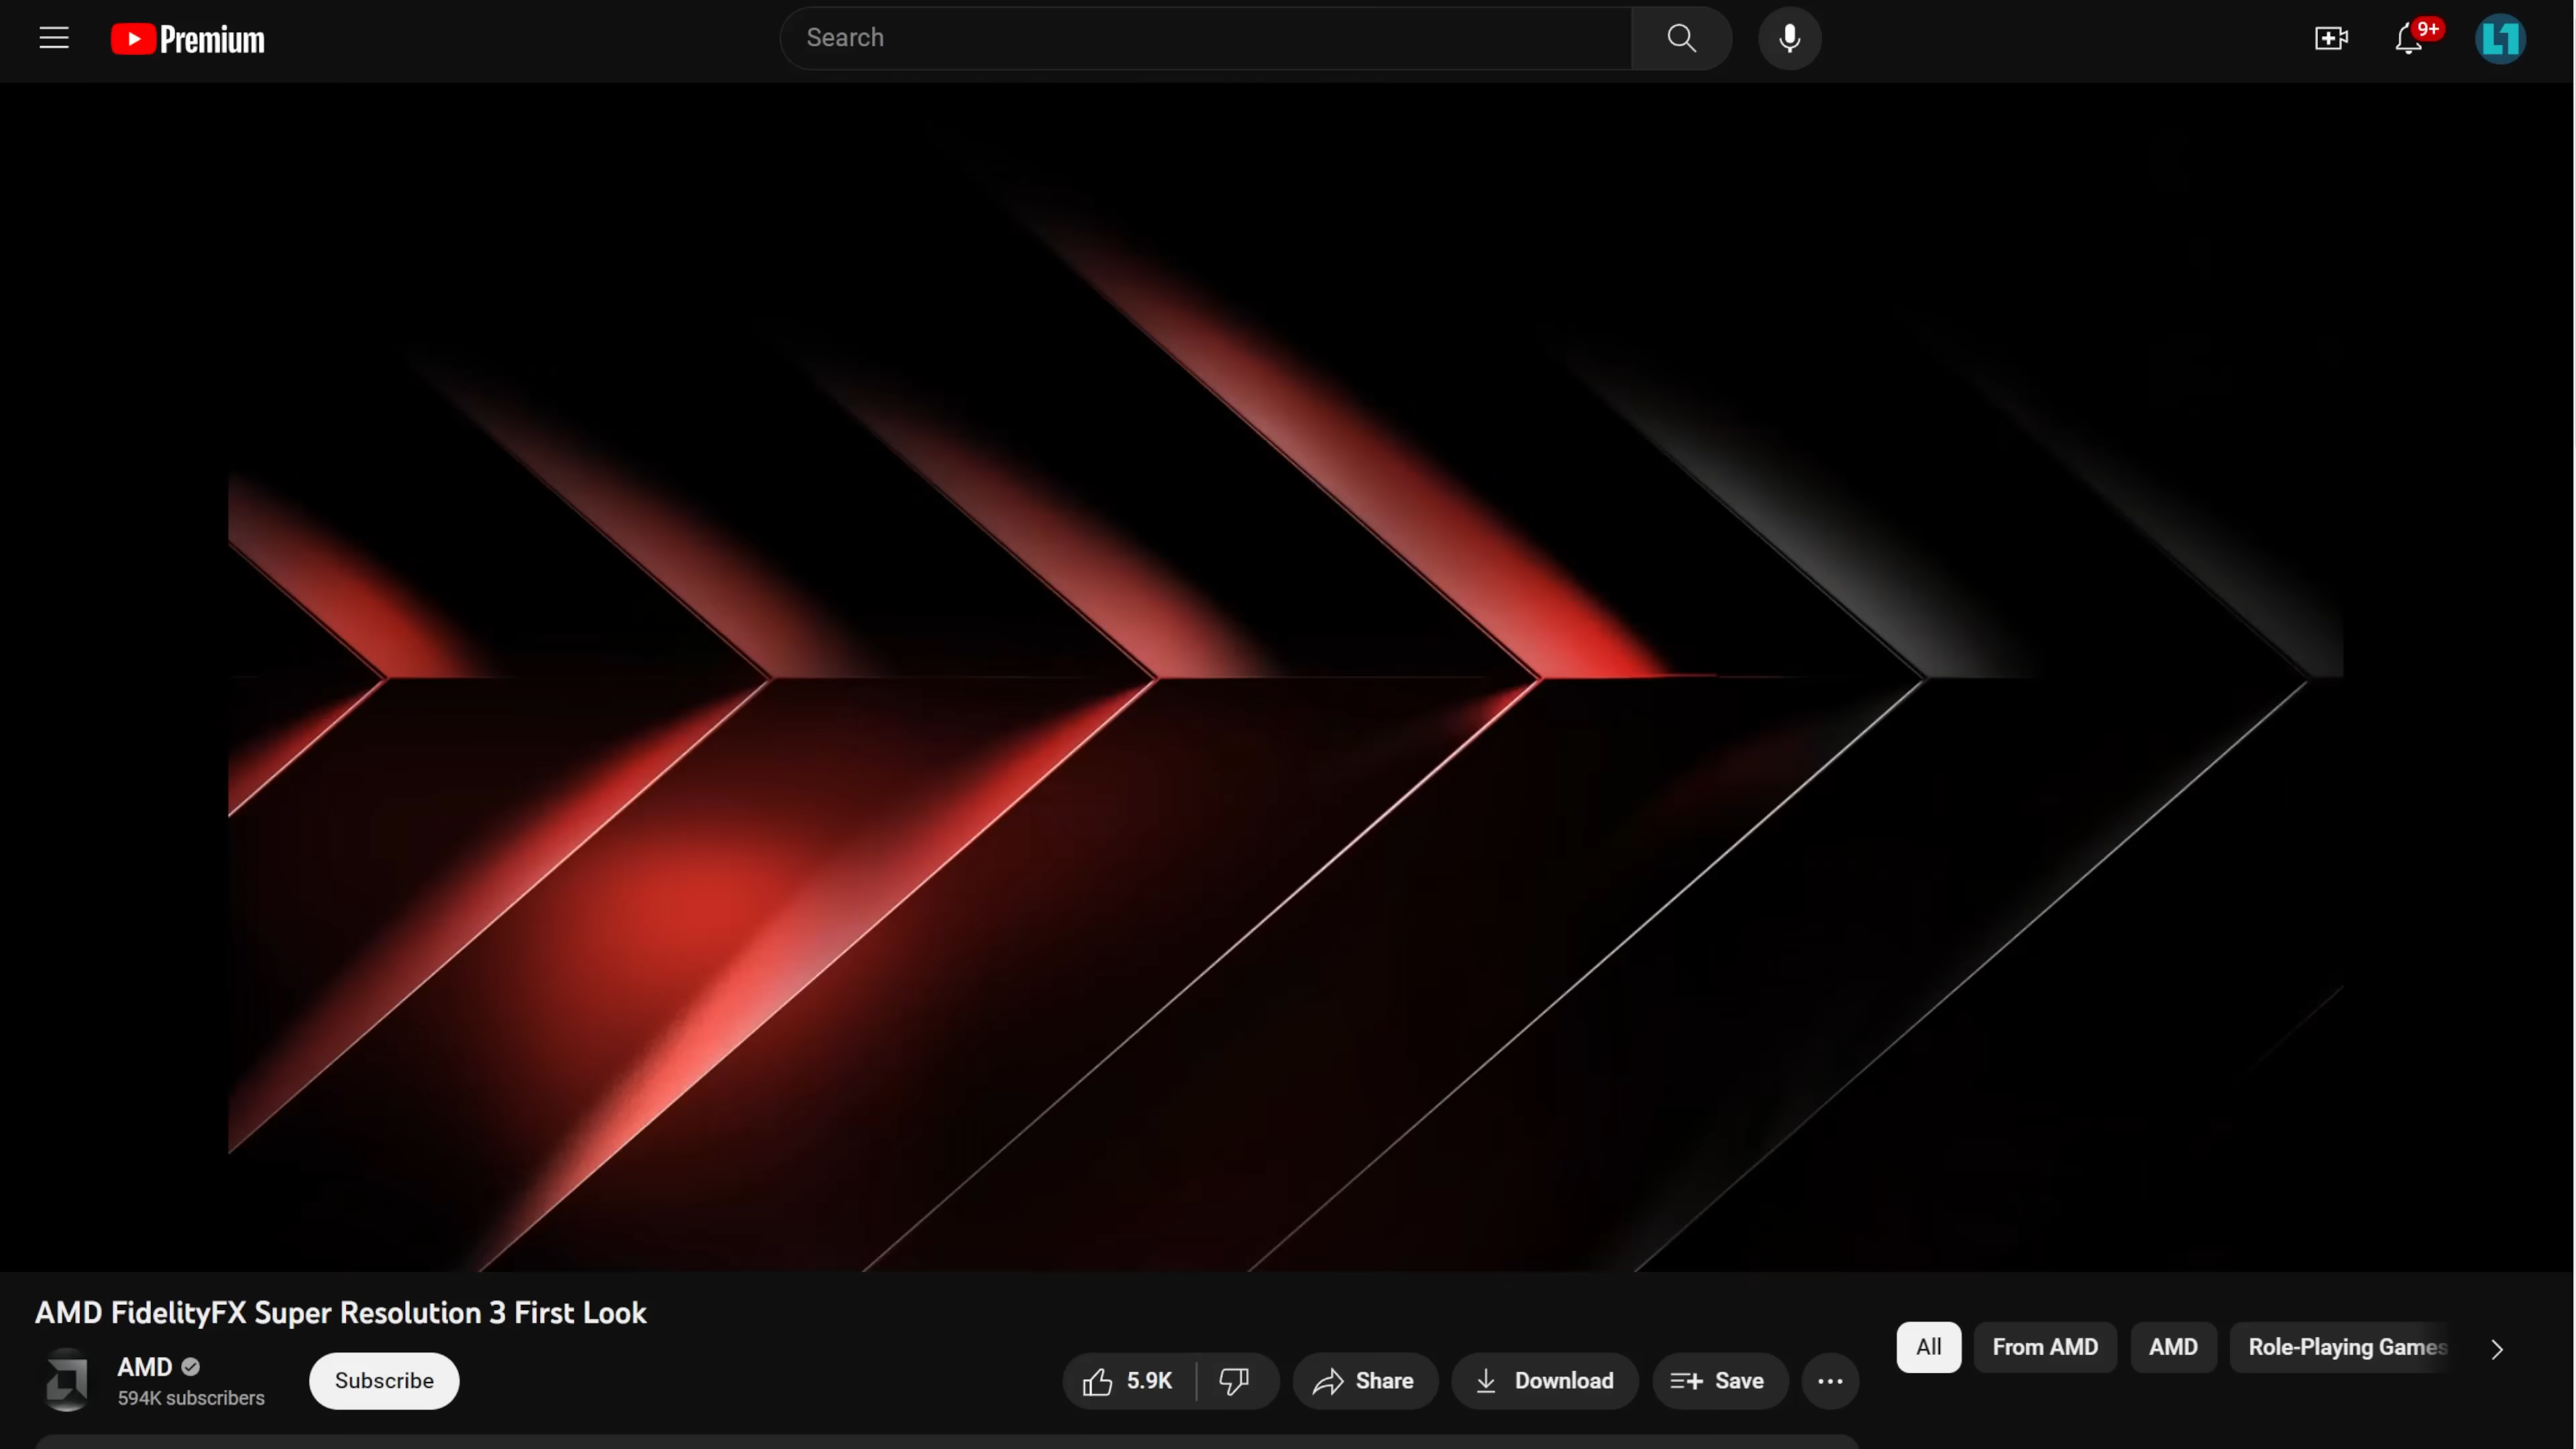 Premium
Search
9+
L1
AMD FidelityFX Super Resolution 3 First Look
AMD
594K subscribers
Subscribe
5.9K
Share
Download
Save
All
From AMD
AMD
Role-Playing Games